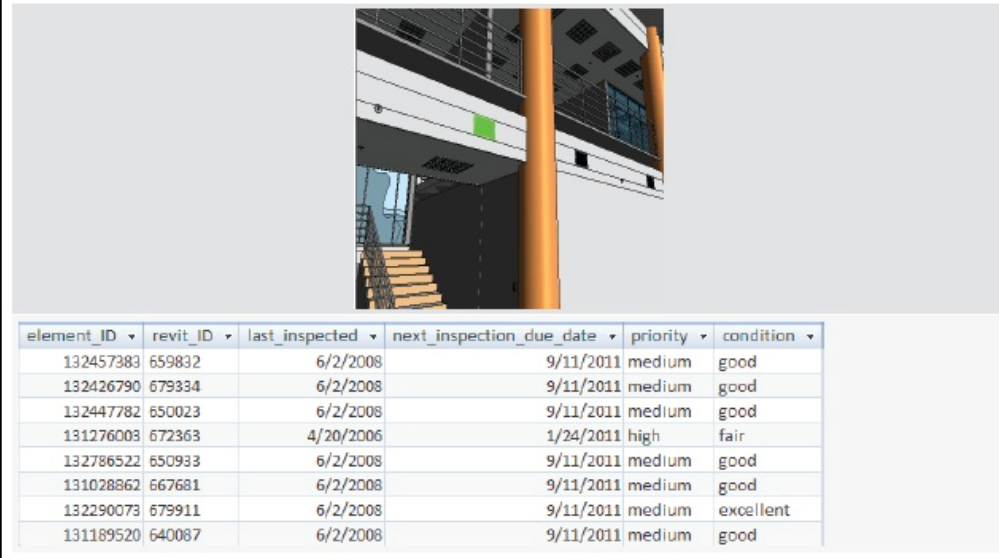 element_ID revit_ID last_inspected next_inspection_due_date priority condition
132457383 659832 6/2/2008 9/11/2011 medium good
132426790 679334 6/2/2008 9/11/2011 medium good
132447782 650023 6/2/2008 9/11/2011 medium good
131276003 672363 4/20/2006 1/24/2011 high fair
132786522 650933 6/2/2008 9/11/2011 medium good
131028862 667681 6/2/2008 9/11/2011 medium good
132290073 679911 6/2/2008 9/11/2011 medium excellent
131189520 640087 6/2/2008 9/11/2011 medium good